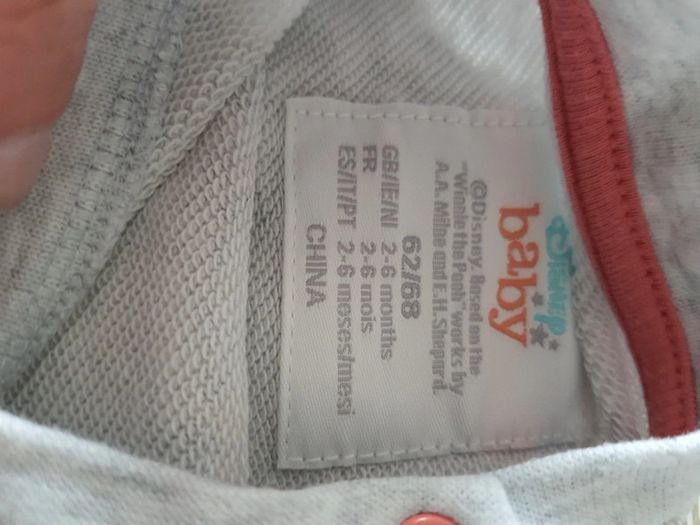 Disney
baby
©Disney. Based on the
"Winnie the Pooh" works by
A.A. Milne and E.H. Shepard.
62/68
GB/IE/NI 2-6 months
FR 2-6 mois
ES/IT/PT 2-6 meses/mesi
CHINA